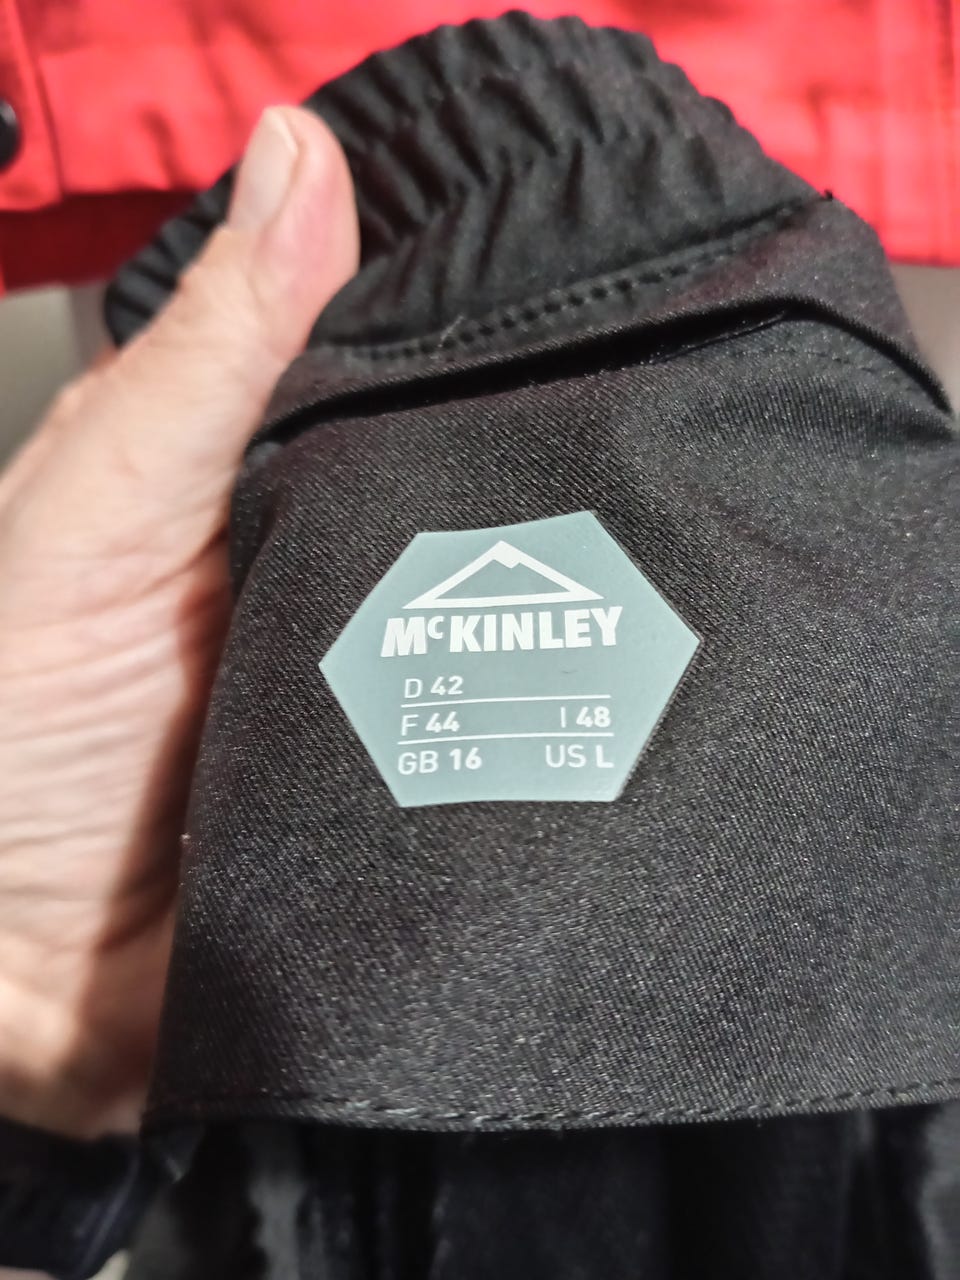 McKINLEY
D 42
F 44 I 48
GB 16 US L